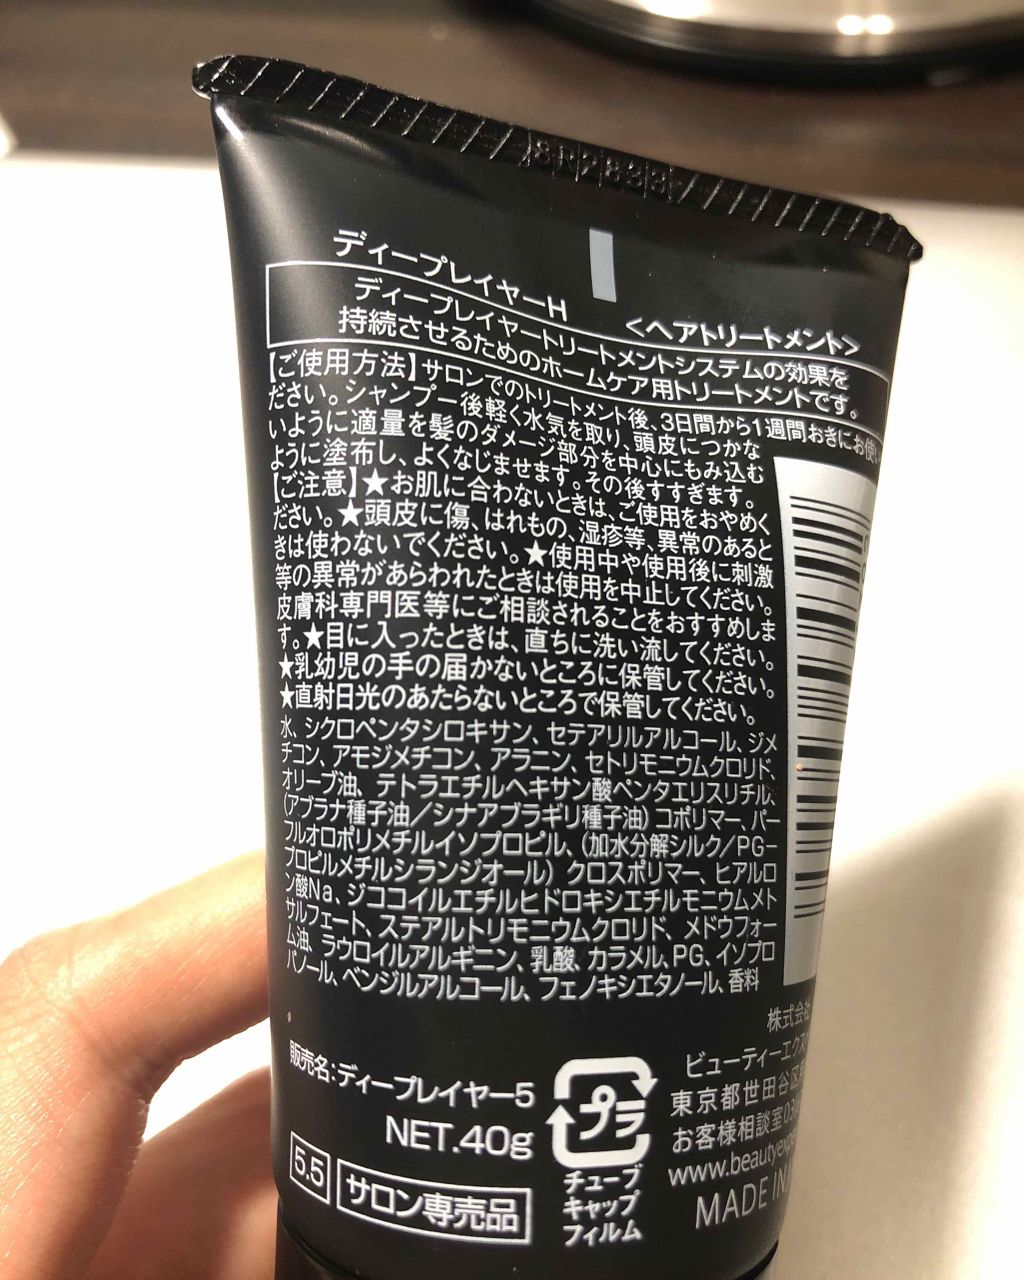 8N2833
ディープレイヤーH
<ヘアトリートメント>
ディープレイヤートリートメントシステムの効果を
持続させるためのホームケア用トリートメントです。
【ご使用方法】サロンでのトリートメント後、3日間から1週間おきにお使い
ださい。シャンプー後軽く水気を取り、頭皮につかな
いように適量を髪のダメージ部分を中心にもみ込む
ように塗布し、よくなじませます。その後すすぎます。
【ご注意】★お肌に合わないときは、ご使用をおやめく
ださい。★頭皮に傷、はれもの、湿疹等、異常のあると
きは使わないでください。★使用中や使用後に刺激
等の異常があらわれたときは使用を中止してください。
皮膚科専門医等にご相談されることをおすすめしま
す。★目に入ったときは、直ちに洗い流してください。
★乳幼児の手の届かないところに保管してください。
★直射日光のあたらないところで保管してください。
水、シクロペンタシロキサン、セテアリルアルコール、ジメ
チコン、アモジメチコン、アラニン、セトリモニウムクロリド、
オリーブ油、テトラエチルヘキサン酸ペンタエリスリチル、
(アブラナ種子油/シナアブラギリ種子油)コポリマー、パー
フルオロポリメチルイソプロピル、(加水分解シルク/PG-
プロピルメチルシランジオール)クロスポリマー、ヒアルロ
ン酸Na、ジココイルエチルヒドロキシエチルモニウムメト
サルフェート、ステアルトリモニウムクロリド、メドウフォー
ム油、ラウロイルアルギニン、乳酸、カラメル、PG、イソプロ
パノール、ベンジルアルコール、フェノキシエタノール、香料
株式会社
ビューティーエクス
東京都世田谷区
お客様相談室03
www.beautyexpe
MADE IN
販売名:ディープレイヤー5
NET.40g
5.5
サロン専売品
プラ
チューブ
キャップ
フィルム